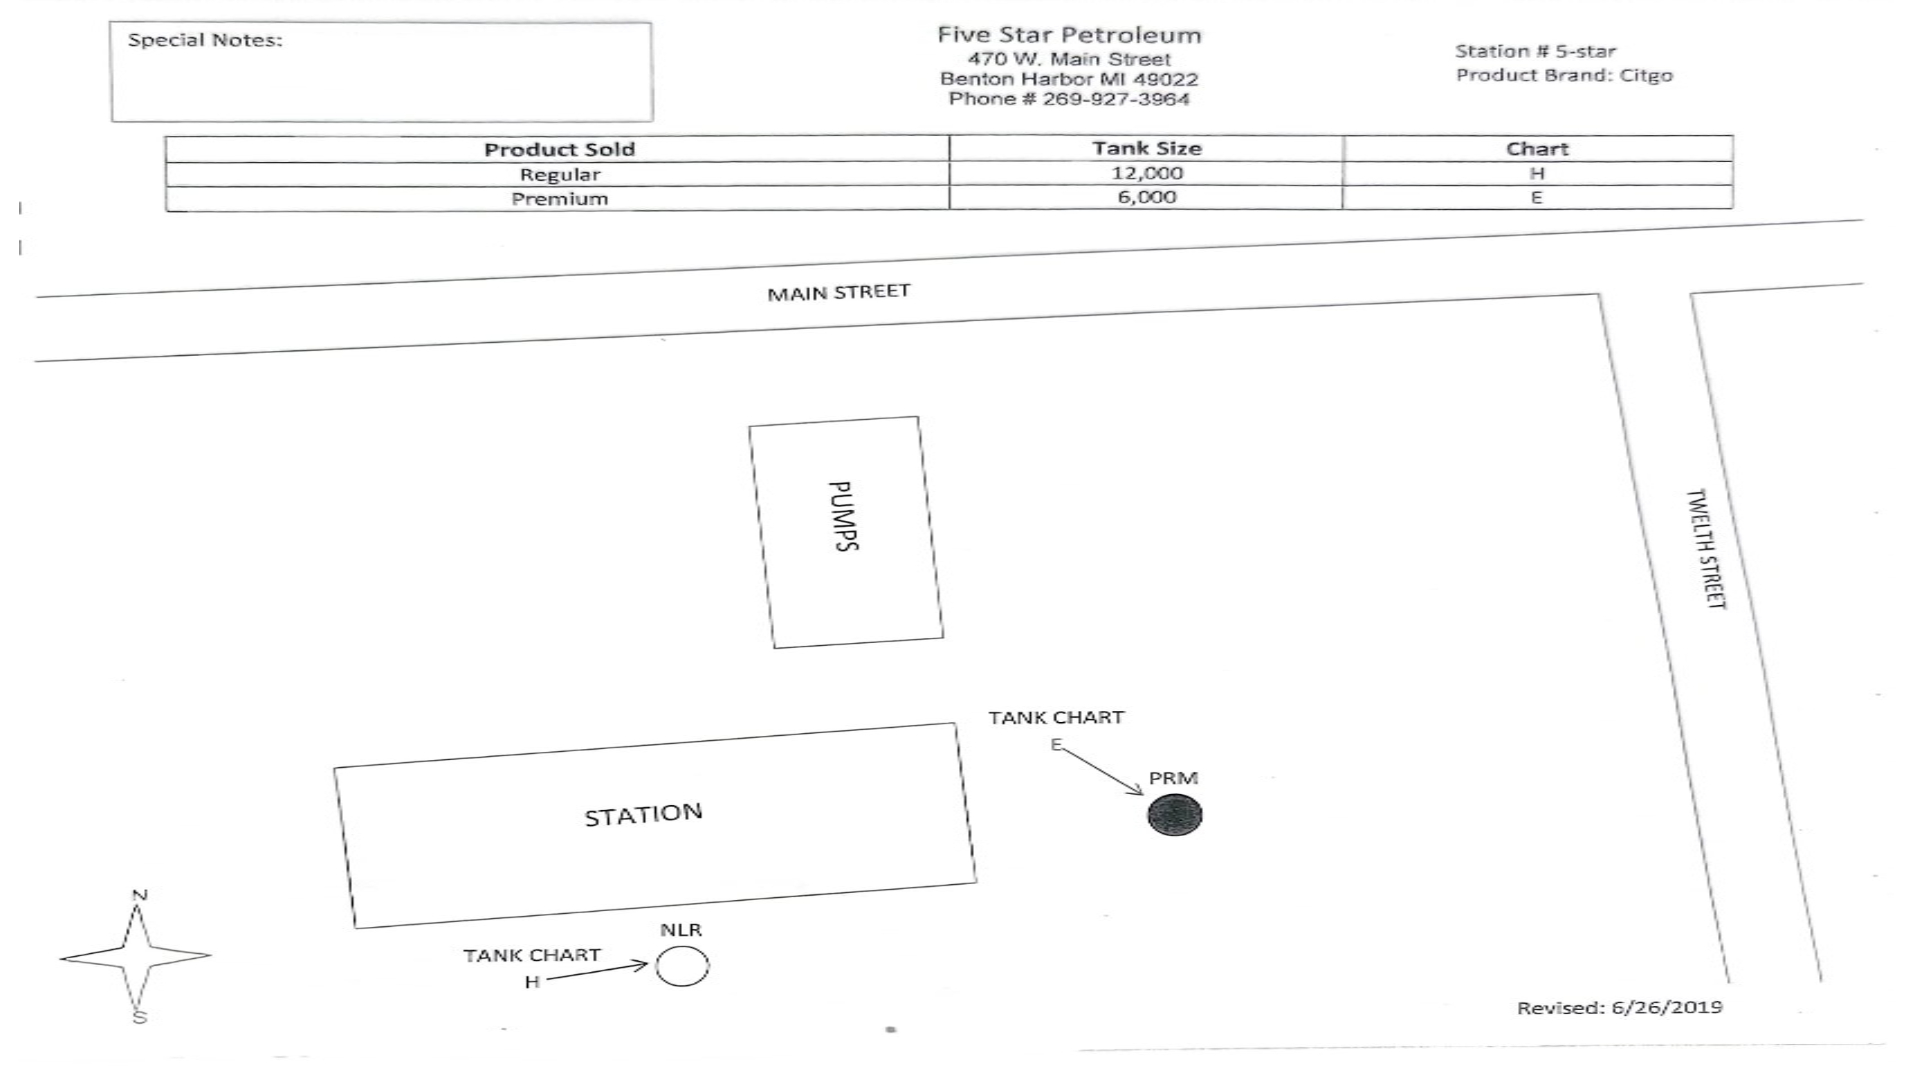 Special Notes:
Five Star Petroleum
470 W. Main Street
Benton Harbor MI 49022
Phone # 269-927-3964
Station # 5-star
Product Brand: Citgo
Product Sold Tank Size Chart
Regular 12,000 H
Premium 6,000 E
MAIN STREET
PUMPS
TWELTH STREET
TANK CHART
E
PRM
STATION
N
S
NLR
TANK CHART
H
Revised: 6/26/2019